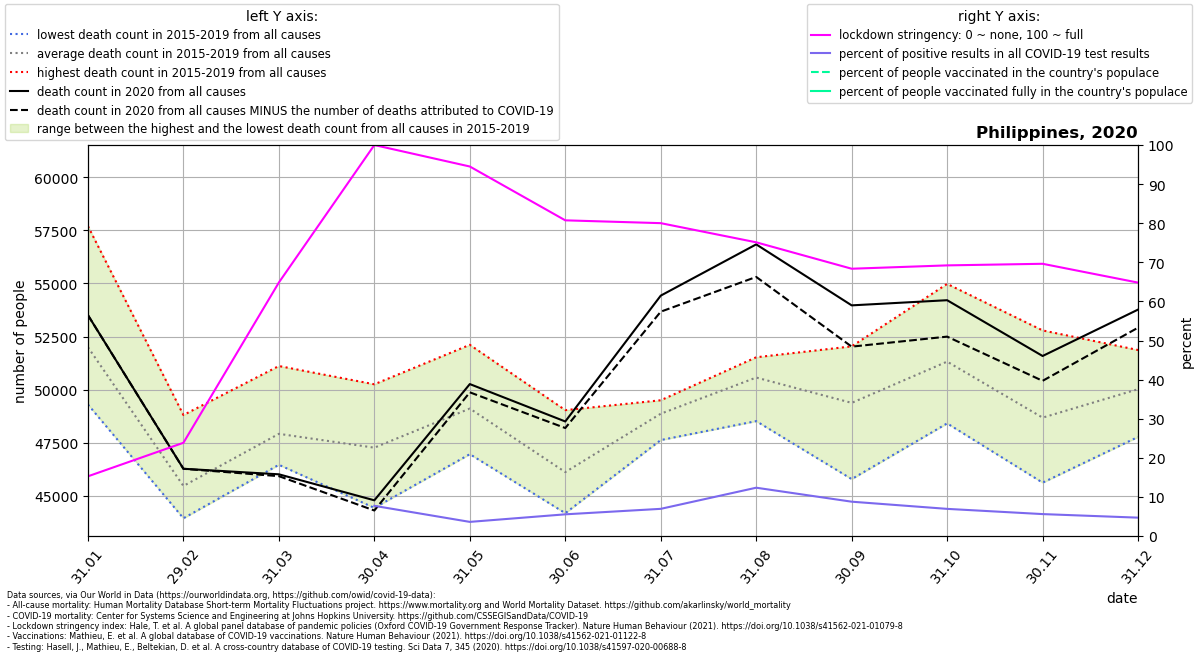 left Y axis:
lowest death count in 2015-2019 from all causes
average death count in 2015-2019 from all causes
highest death count in 2015-2019 from all causes
death count in 2020 from all causes
death count in 2020 from all causes MINUS the number of deaths attributed to COVID-19
range between the highest and the lowest death count from all causes in 2015-2019
right Y axis:
lockdown stringency: 0 ~ none, 100 ~ full
percent of positive results in all COVID-19 test results
percent of people vaccinated in the country's populace
percent of people vaccinated fully in the country's populace
Philippines, 2020
number of people
60000
57500
55000
52500
50000
47500
45000
100
90
80
70
60
50
40
30
20
10
0
percent
31.01
29.02
31.03
30.04
31.05
30.06
31.07
31.08
30.09
31.10
30.11
31.12
date
Data sources, via Our World in Data (https://ourworldindata.org, https://github.com/owid/covid-19-data):
- All-cause mortality: Human Mortality Database Short-term Mortality Fluctuations project. https://www.mortality.org and World Mortality Dataset. https://github.com/akarlinsky/world_mortality
- COVID-19 mortality: Center for Systems Science and Engineering at Johns Hopkins University. https://github.com/CSSEGISandData/COVID-19
- Lockdown stringency index: Hale, T. et al. A global panel database of pandemic policies (Oxford COVID-19 Government Response Tracker). Nature Human Behaviour (2021). https://doi.org/10.1038/s41562-021-01079-8
- Vaccinations: Mathieu, E. et al. A global database of COVID-19 vaccinations. Nature Human Behaviour (2021). https://doi.org/10.1038/s41562-021-01122-8
- Testing: Hasell, J., Mathieu, E., Beltekian, D. et al. A cross-country database of COVID-19 testing. Sci Data 7, 345 (2020). https://doi.org/10.1038/s41597-020-00688-8